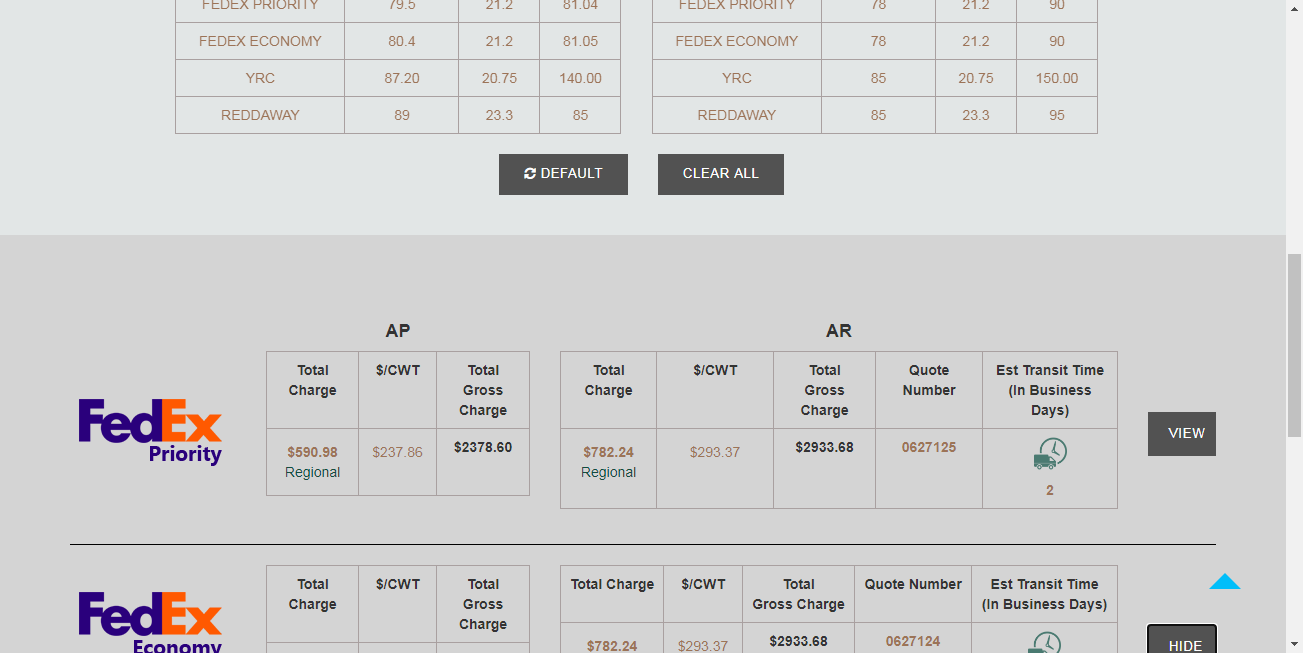 FEDEX PRIORITY 79.5 21.2 81.04 FEDEX PRIORITY 78 21.2 90
FEDEX ECONOMY 80.4 21.2 81.05 FEDEX ECONOMY 78 21.2 90
YRC 87.20 20.75 140.00 YRC 85 20.75 150.00
REDDAWAY 89 23.3 85 REDDAWAY 85 23.3 95
DEFAULT CLEAR ALL
AP AR
Total $/CWT Total Total $/CWT Total Quote Est Transit Time
Charge Gross Charge Gross Number (In Business
Charge Charge Days)
FedEx
Priority
$590.98 $237.86 $2378.60 $782.24 $293.37 $2933.68 0627125
Regional Regional
2
VIEW
Total $/CWT Total Total Charge $/CWT Total Quote Number Est Transit Time
Charge Gross Gross Charge (In Business Days)
Charge
FedEx
Economy
$782.24 $293.37 $2933.68 0627124
HIDE